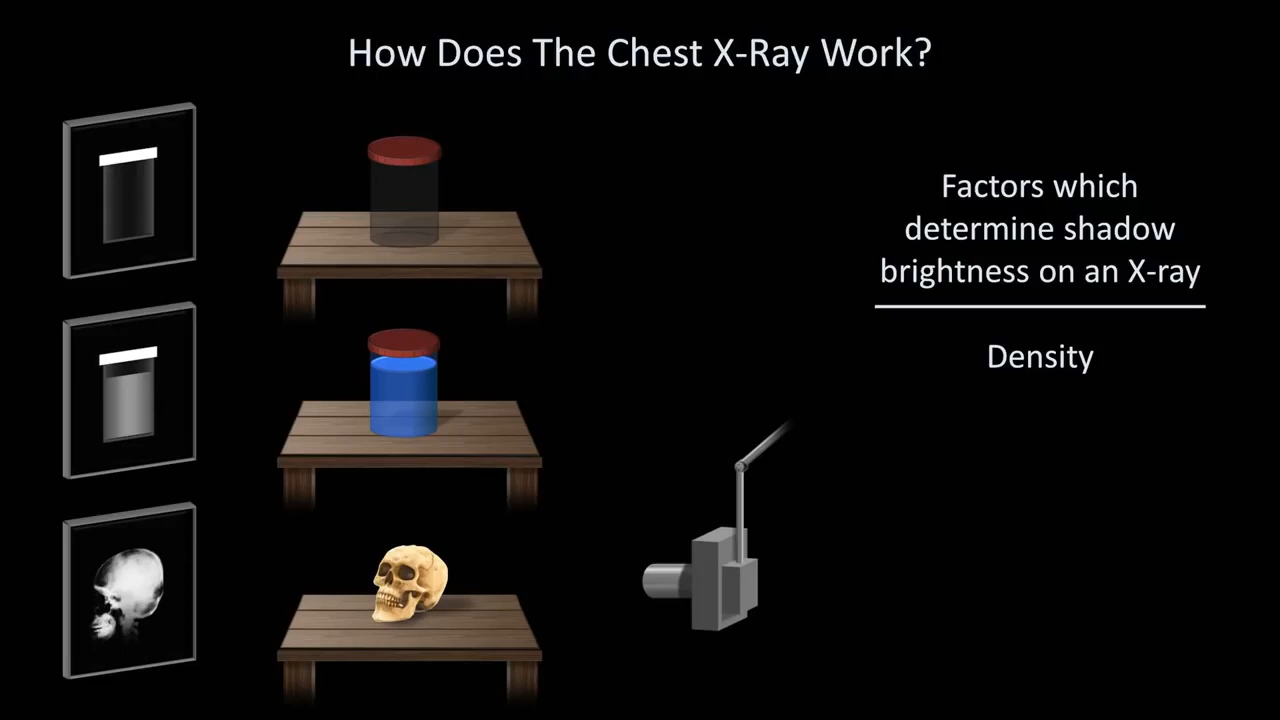 How Does The Chest X-Ray Work?
Factors which
determine shadow
brightness on an X-ray
Density